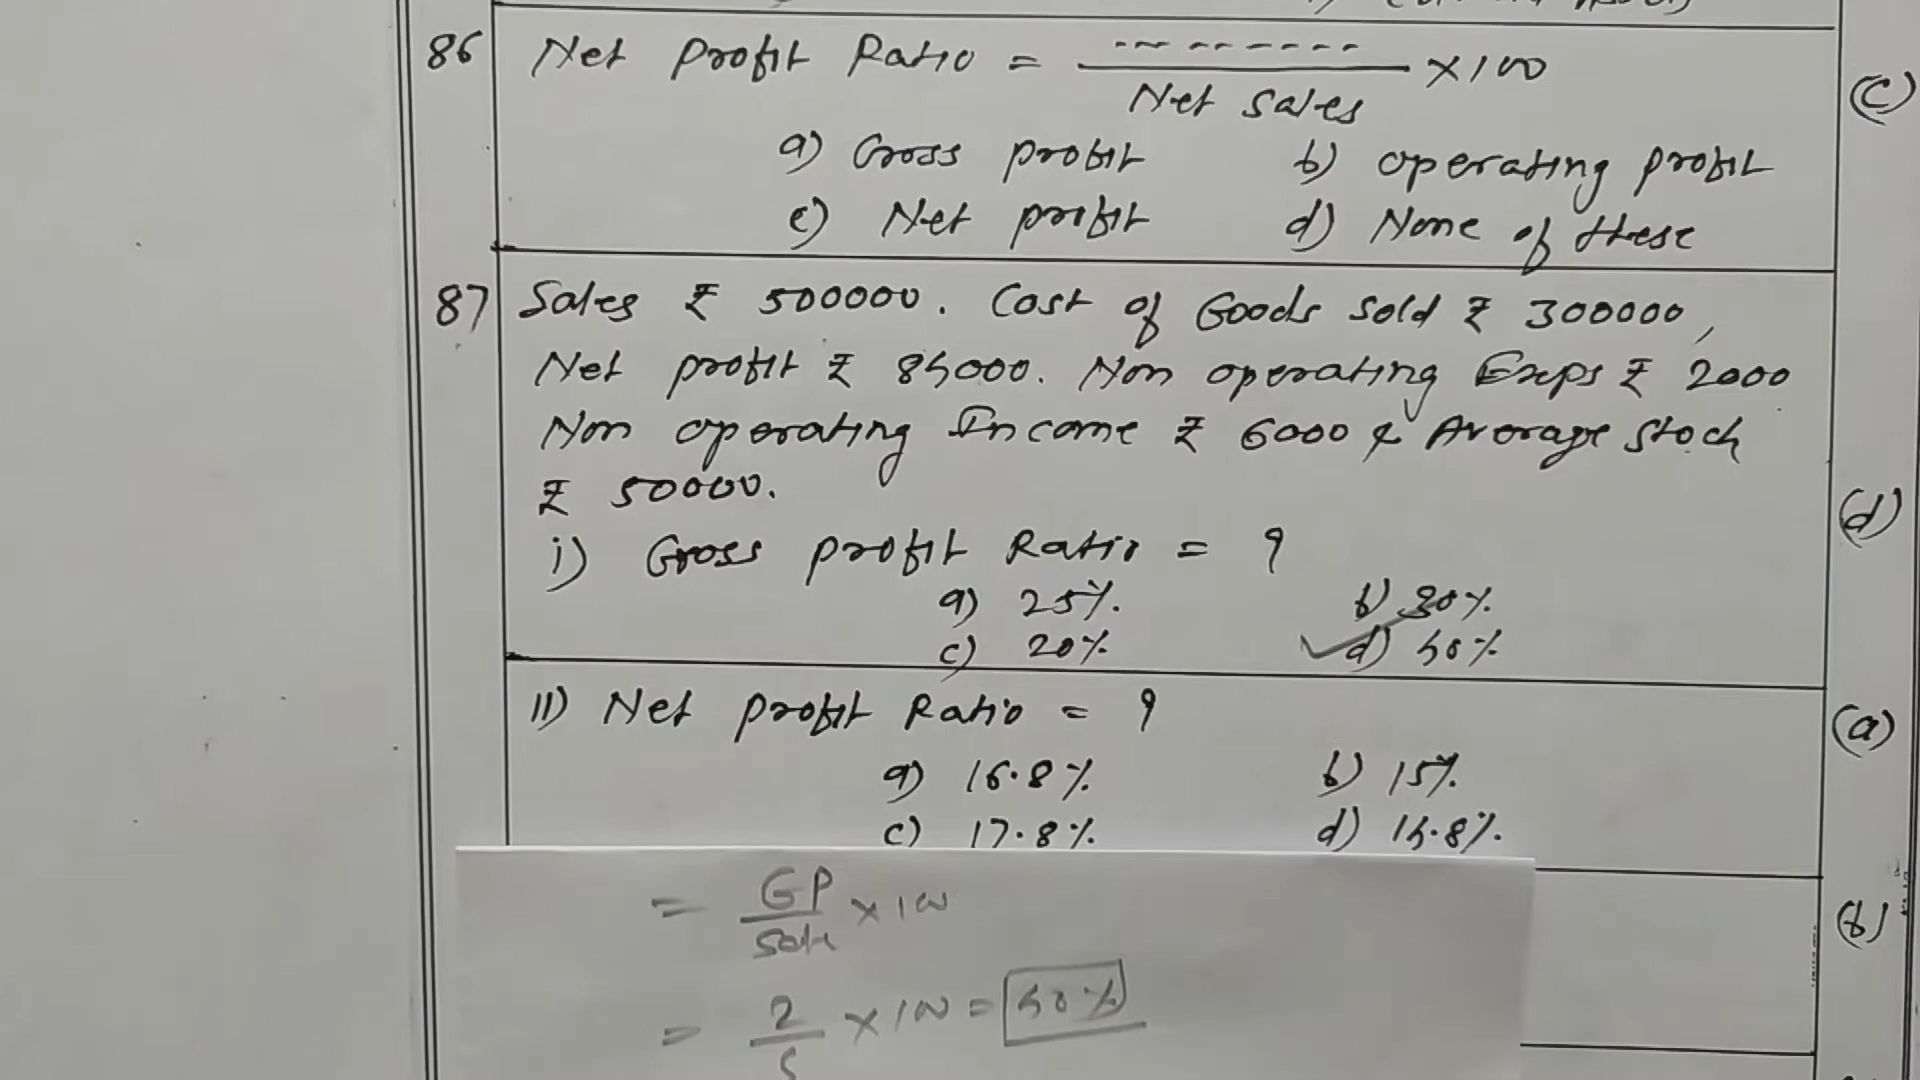 86 Net Profit Ratio = --------- / Net Sales × 100 (c)
a) Gross profit b) operating profit
c) Net profit d) None of these
87 Sales ₹ 500000. Cost of Goods sold ₹ 300000,
Net profit ₹ 84000. Non operating Exps ₹ 2000
Non operating Income ₹ 6000 & Average Stock
₹ 50000.
(d)
i) Gross profit Ratio = ?
a) 25%. b) 30%.
c) 20% d) 40%
II) Net profit Ratio = ? (a)
a) 16.8% b) 15%.
c) 17.8% d) 14.8%.
= GP / Sale × 100
(b)
= 2 / 5 × 100 = 40%